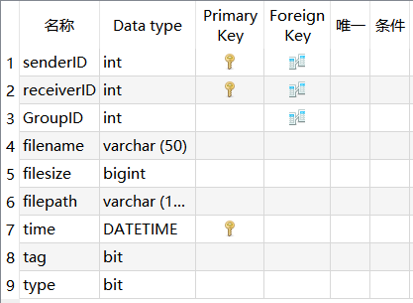 名称 Data type Primary Key Foreign Key 唯一 条件
1 senderID int
2 receiverID int
3 GroupID int
4 filename varchar (50)
5 filesize bigint
6 filepath varchar (1...
7 time DATETIME
8 tag bit
9 type bit